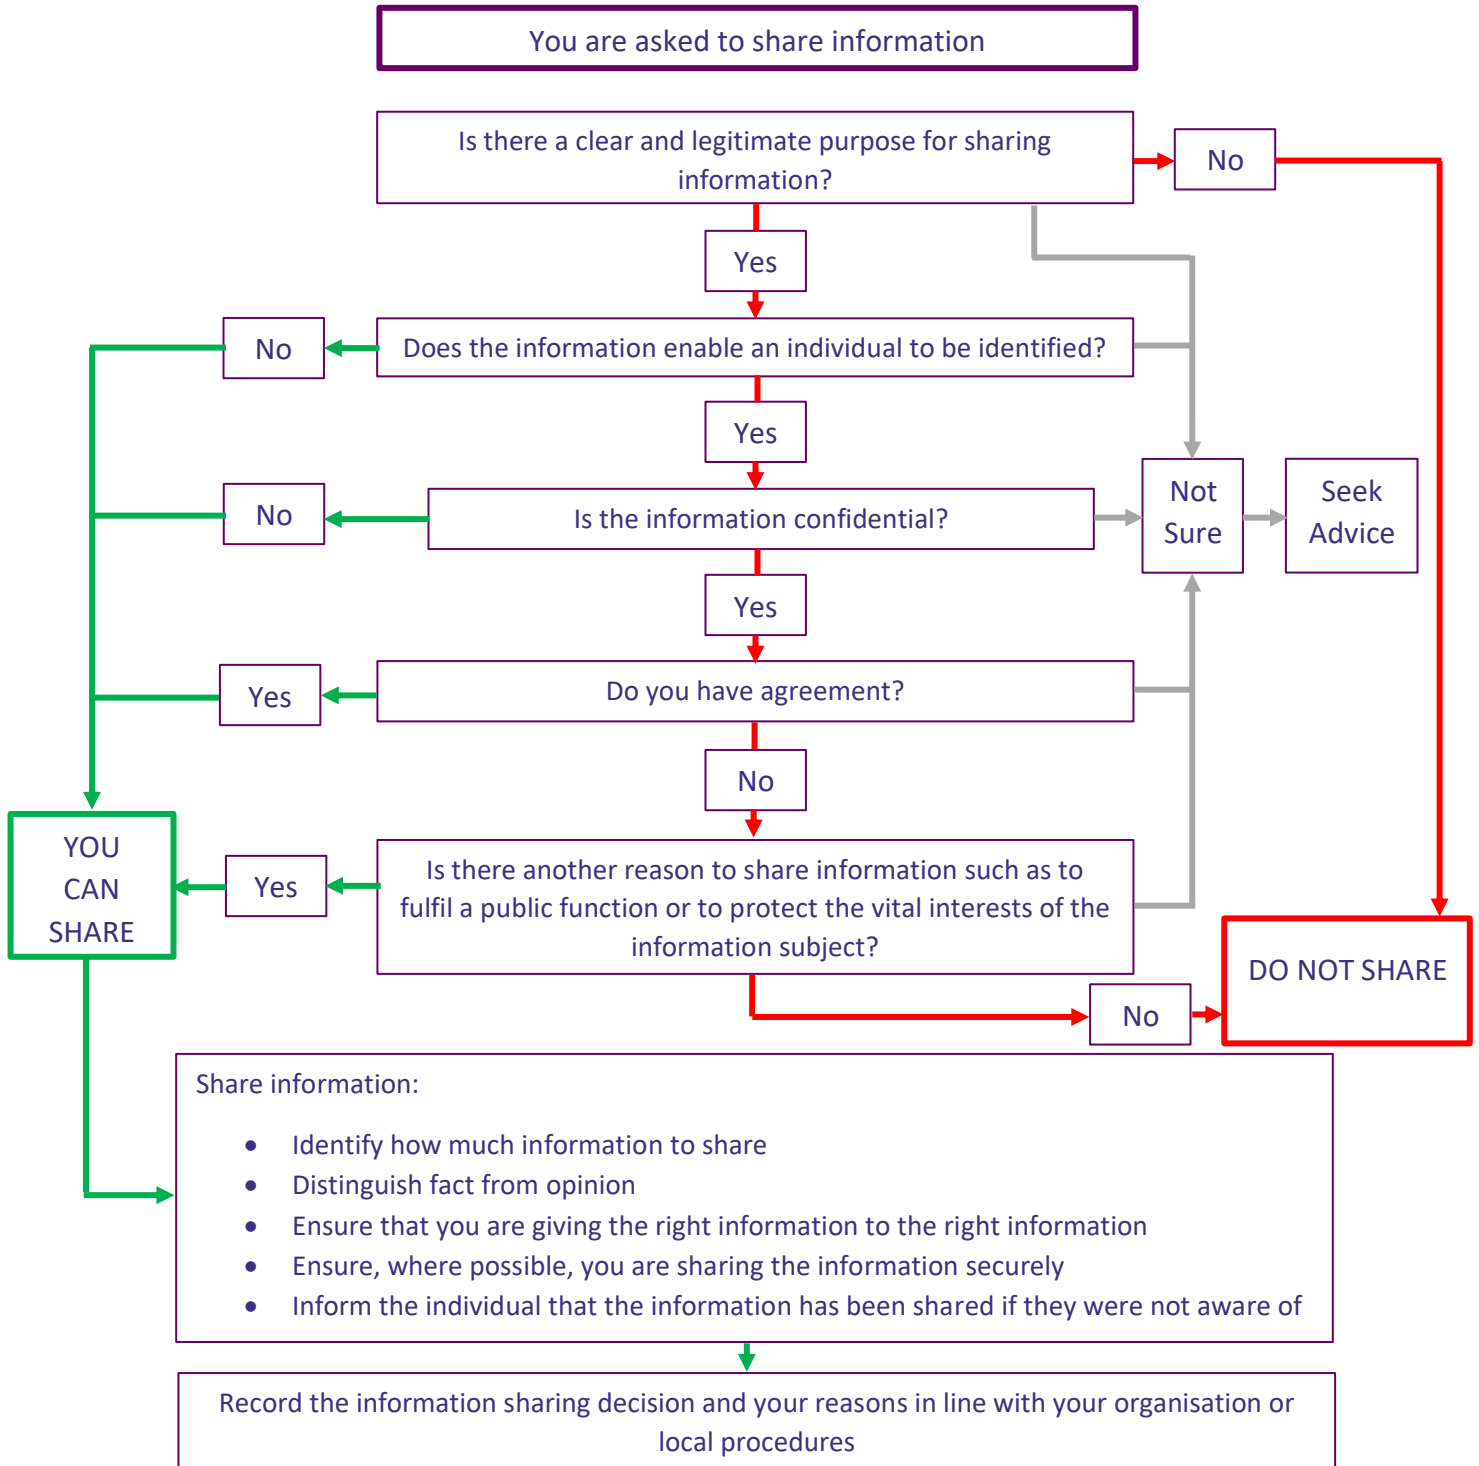 You are asked to share information
Is there a clear and legitimate purpose for sharing
information?
No
Yes
No
Does the information enable an individual to be identified?
Yes
Not
Sure
Seek
Advice
No
Is the information confidential?
Yes
Yes
Do you have agreement?
No
YOU
CAN
SHARE
Yes
Is there another reason to share information such as to
fulfil a public function or to protect the vital interests of the
information subject?
DO NOT SHARE
No
Share information:
• Identify how much information to share
• Distinguish fact from opinion
• Ensure that you are giving the right information to the right information
• Ensure, where possible, you are sharing the information securely
• Inform the individual that the information has been shared if they were not aware of
Record the information sharing decision and your reasons in line with your organisation or
local procedures